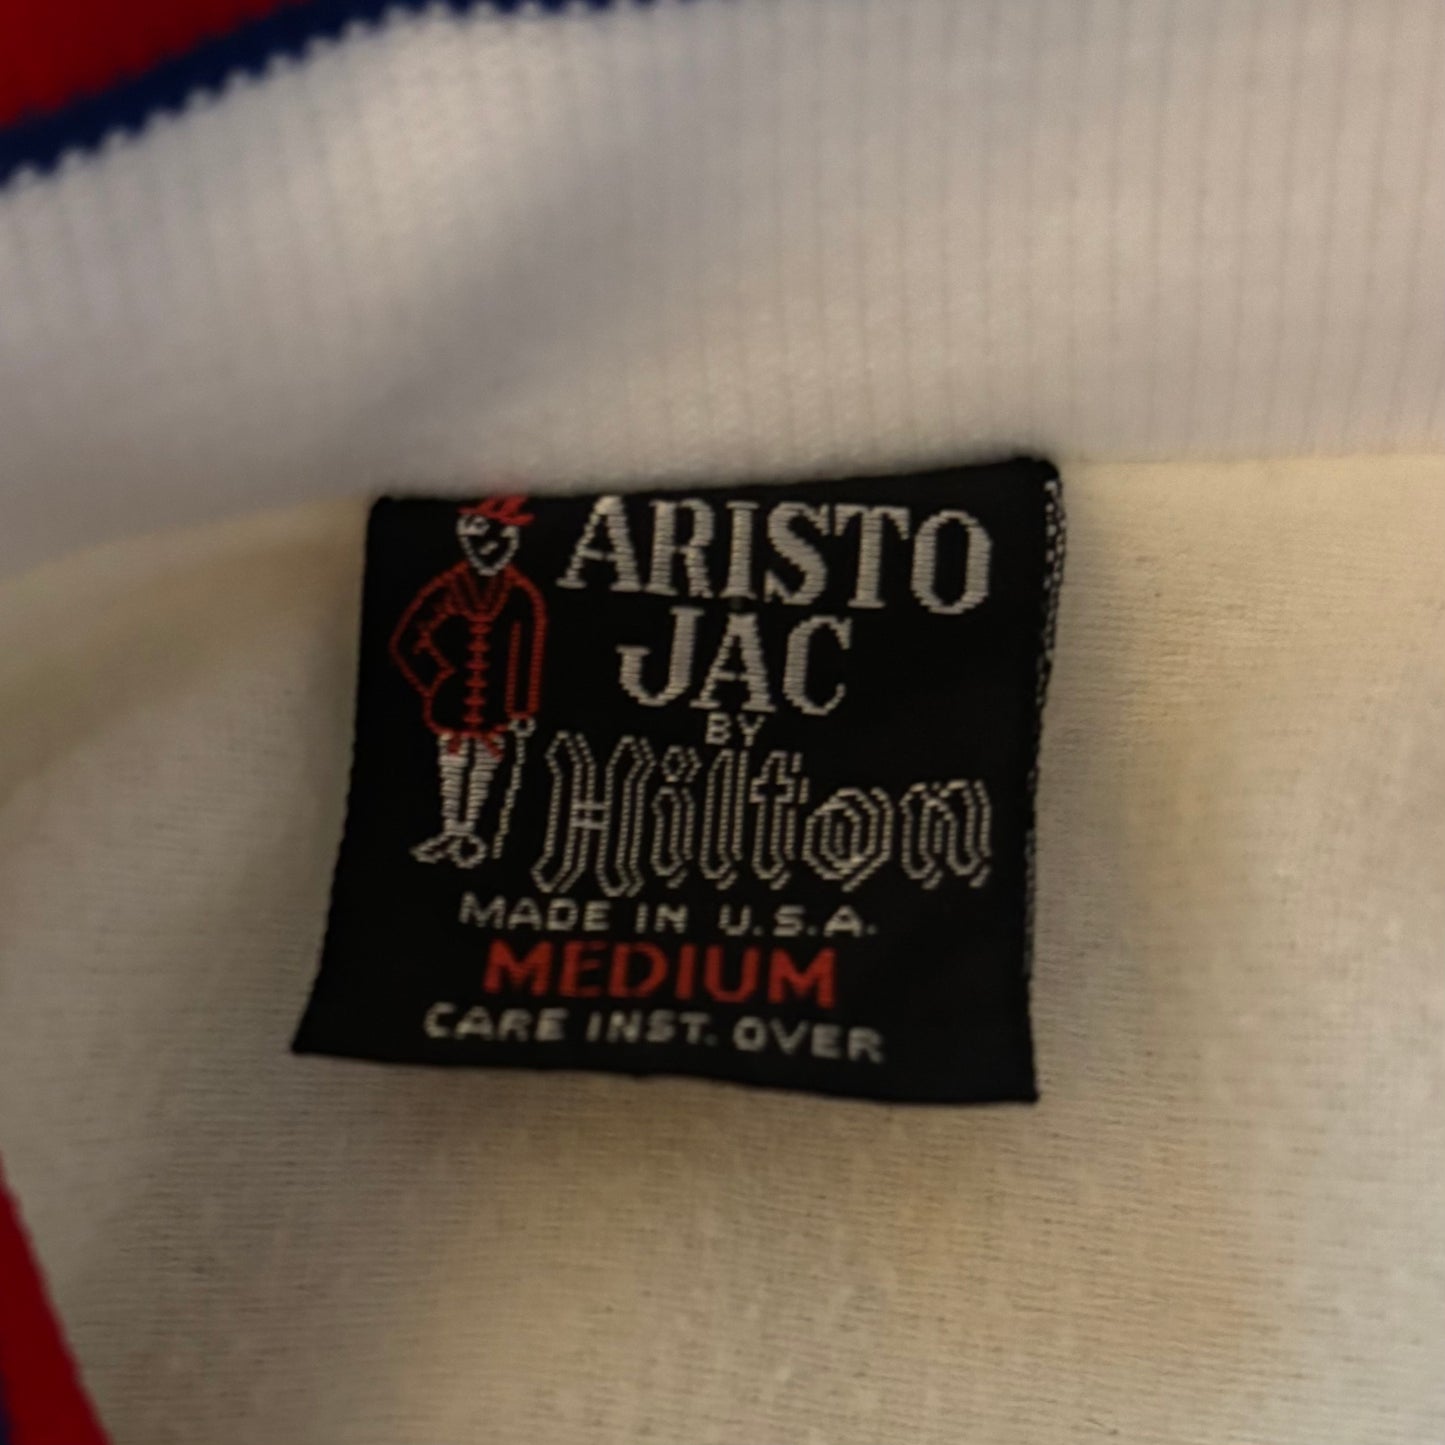 ARISTO
JAC
BY
Hilton
MADE IN U.S.A.
MEDIUM
CARE INST. OVER